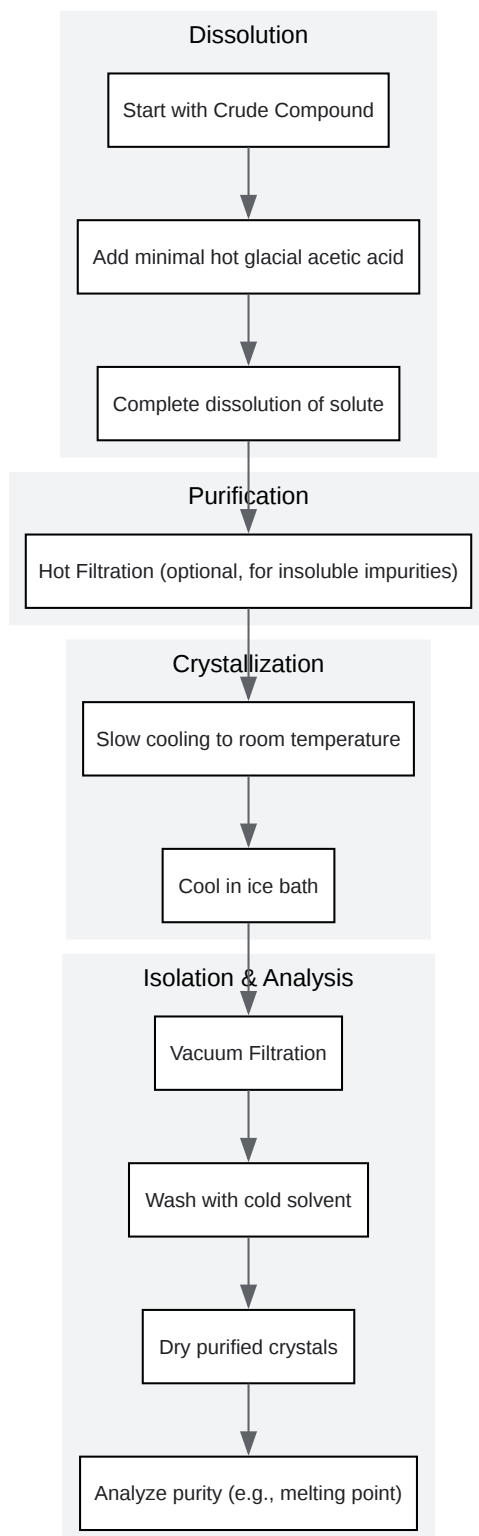 Dissolution
Start with Crude Compound
Add minimal hot glacial acetic acid
Complete dissolution of solute
Purification
Hot Filtration (optional, for insoluble impurities)
Crystallization
Slow cooling to room temperature
Cool in ice bath
Isolation & Analysis
Vacuum Filtration
Wash with cold solvent
Dry purified crystals
Analyze purity (e.g., melting point)